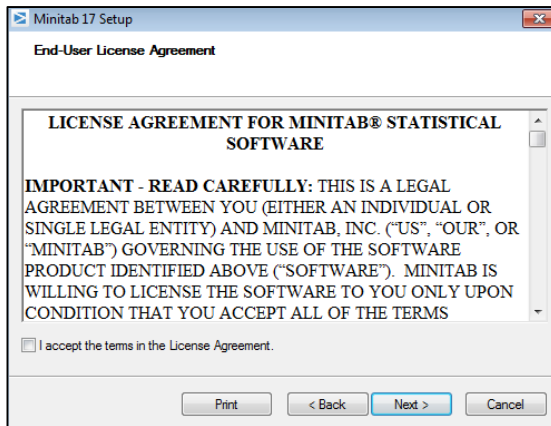 Minitab 17 Setup
End-User License Agreement
LICENSE AGREEMENT FOR MINITAB® STATISTICAL
SOFTWARE
IMPORTANT - READ CAREFULLY: THIS IS A LEGAL
AGREEMENT BETWEEN YOU (EITHER AN INDIVIDUAL OR
SINGLE LEGAL ENTITY) AND MINITAB, INC. (“US”, “OUR”, OR
“MINITAB”) GOVERNING THE USE OF THE SOFTWARE
PRODUCT IDENTIFIED ABOVE (“SOFTWARE”).  MINITAB IS
WILLING TO LICENSE THE SOFTWARE TO YOU ONLY UPON
CONDITION THAT YOU ACCEPT ALL OF THE TERMS
I accept the terms in the License Agreement.
Print < Back Next > Cancel